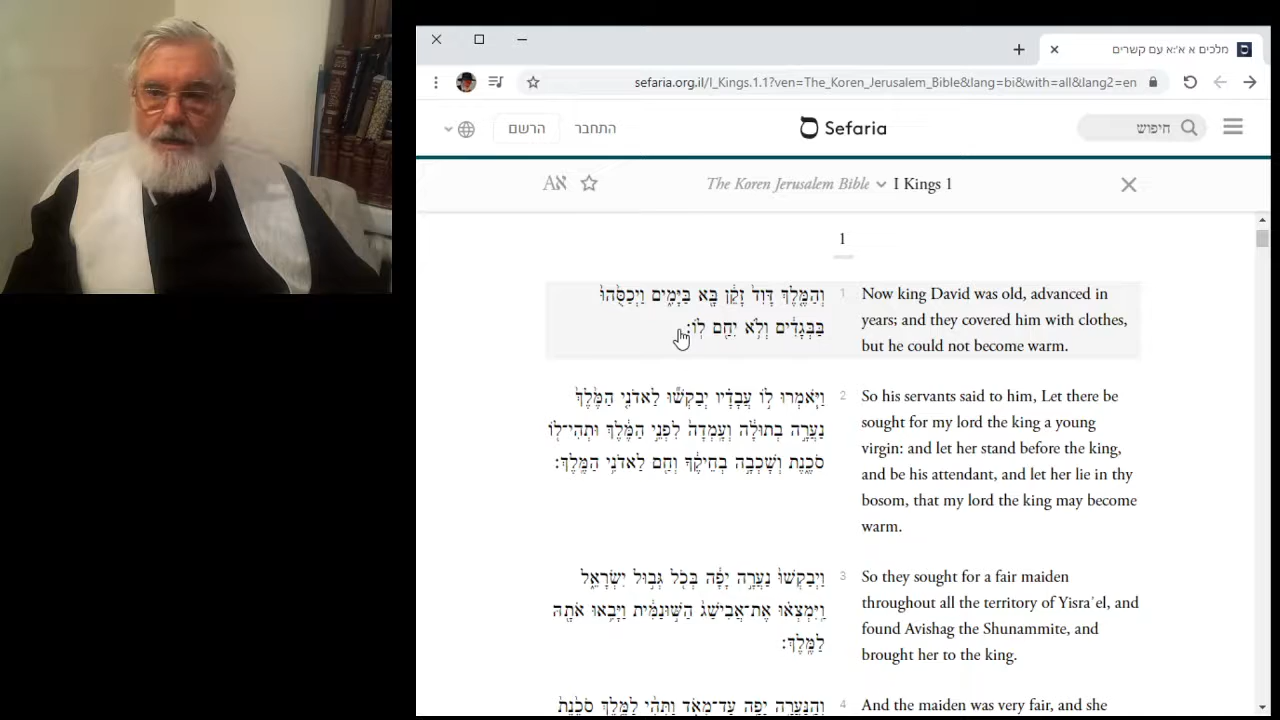 מלכים א א׳:א עם קשרים
sefaria.org.il/I_Kings.1.1?ven=The_Koren_Jerusalem_Bible&lang=bi&with=all&lang2=en
הרשם
התחבר
Sefaria
חיפוש
The Koren Jerusalem Bible
I Kings 1
1
וְהַמֶּ֤לֶךְ דָּוִד֙ זָקֵ֔ן בָּ֖א בַּיָּמִ֑ים וַיְכַסֻּ֙הוּ֙
בַּבְּגָדִ֔ים וְלֹ֥א יִחַ֖ם לֽוֹ׃
1
Now king David was old, advanced in
years; and they covered him with clothes,
but he could not become warm.
וַיֹּ֧אמְרוּ ל֣וֹ עֲבָדָ֗יו יְבַקְשׁ֞וּ לַאדֹנִ֤י הַמֶּ֙לֶךְ֙
נַעֲרָ֣ה בְתוּלָ֔ה וְעָֽמְדָה֙ לִפְנֵ֣י הַמֶּ֔לֶךְ וּתְהִי־ל֖וֹ
סֹכֶ֑נֶת וְשָׁכְבָ֣ה בְחֵיקֶ֔ךָ וְחַ֖ם לַאדֹנִ֥י הַמֶּֽלֶךְ׃
2
So his servants said to him, Let there be
sought for my lord the king a young
virgin: and let her stand before the king,
and be his attendant, and let her lie in thy
bosom, that my lord the king may become
warm.
וַיְבַקְשׁוּ֙ נַעֲרָ֣ה יָפָ֔ה בְּכֹ֖ל גְּב֣וּל יִשְׂרָאֵ֑ל
וַֽיִּמְצְא֗וּ אֶת־אֲבִישַׁג֙ הַשּׁ֣וּנַמִּ֔ית וַיָּבִ֥אוּ אֹתָ֖הּ
לַמֶּֽלֶךְ׃
3
So they sought for a fair maiden
throughout all the territory of Yisra᾽el, and
found Avishag the Shunammite, and
brought her to the king.
וְהַֽנַּעֲרָ֖ה יָפָ֣ה עַד־מְאֹ֑ד וַתְּהִ֨י לַמֶּ֤לֶךְ סֹכֶ֙נֶת֙
4
And the maiden was very fair, and she